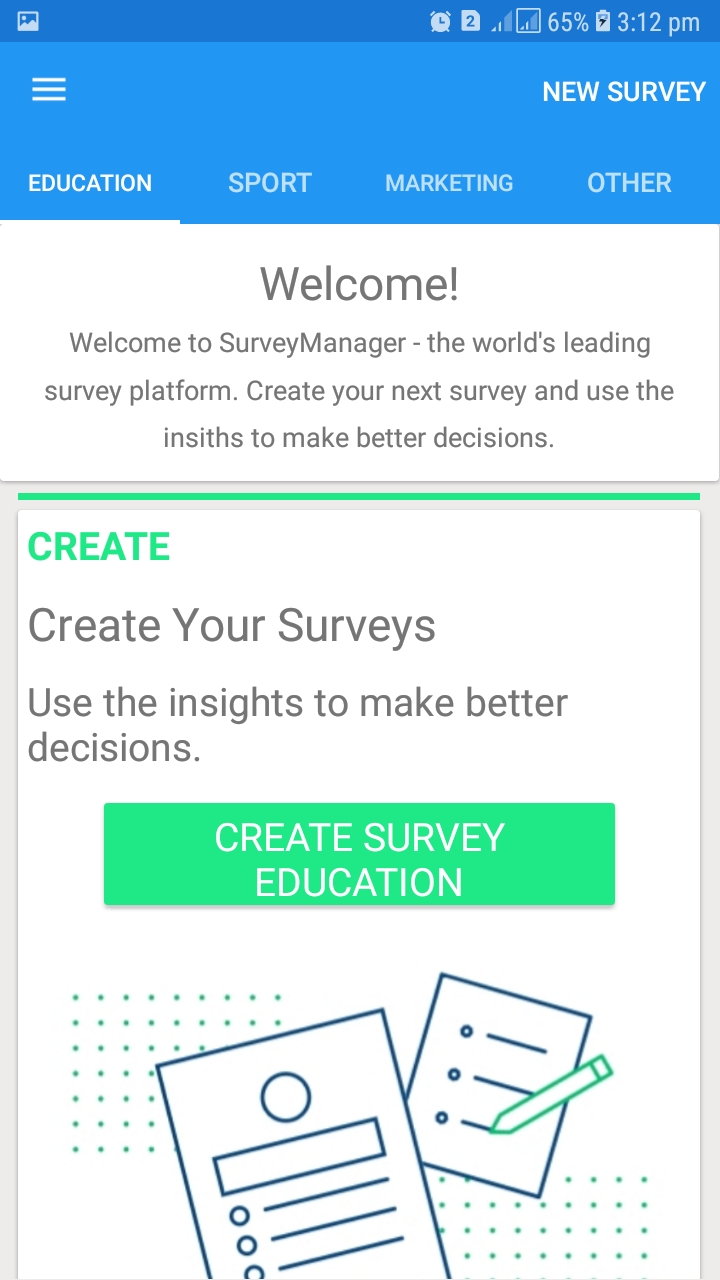 2 65% 3:12 pm
NEW SURVEY
EDUCATION SPORT MARKETING OTHER
Welcome!
Welcome to SurveyManager - the world's leading
survey platform. Create your next survey and use the
insiths to make better decisions.
CREATE
Create Your Surveys
Use the insights to make better
decisions.
CREATE SURVEY
EDUCATION